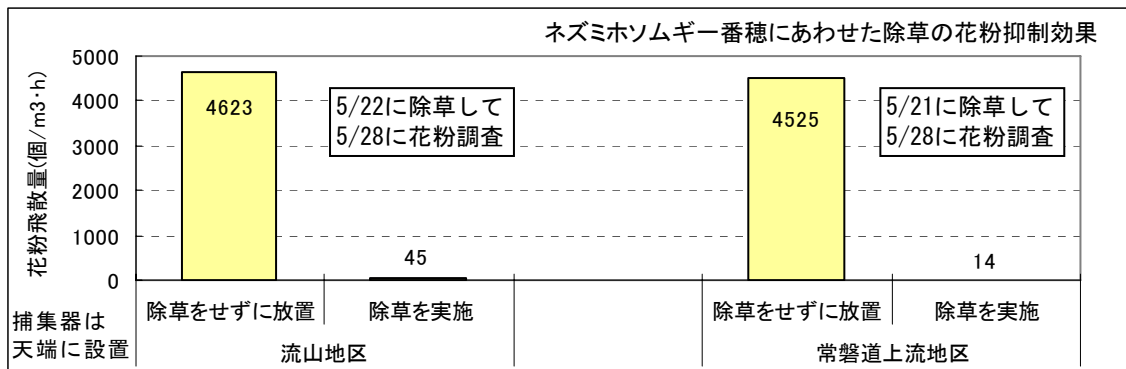 ネズミホソムギ一番穂にあわせた除草の花粉抑制効果
花粉飛散量(個/m3・h)
5000
4000
3000
2000
1000
0
4623
5/22に除草して
5/28に花粉調査
45
4525
5/21に除草して
5/28に花粉調査
14
除草をせずに放置
除草を実施
除草をせずに放置
除草を実施
捕集器は
天端に設置
流山地区
常磐道上流地区